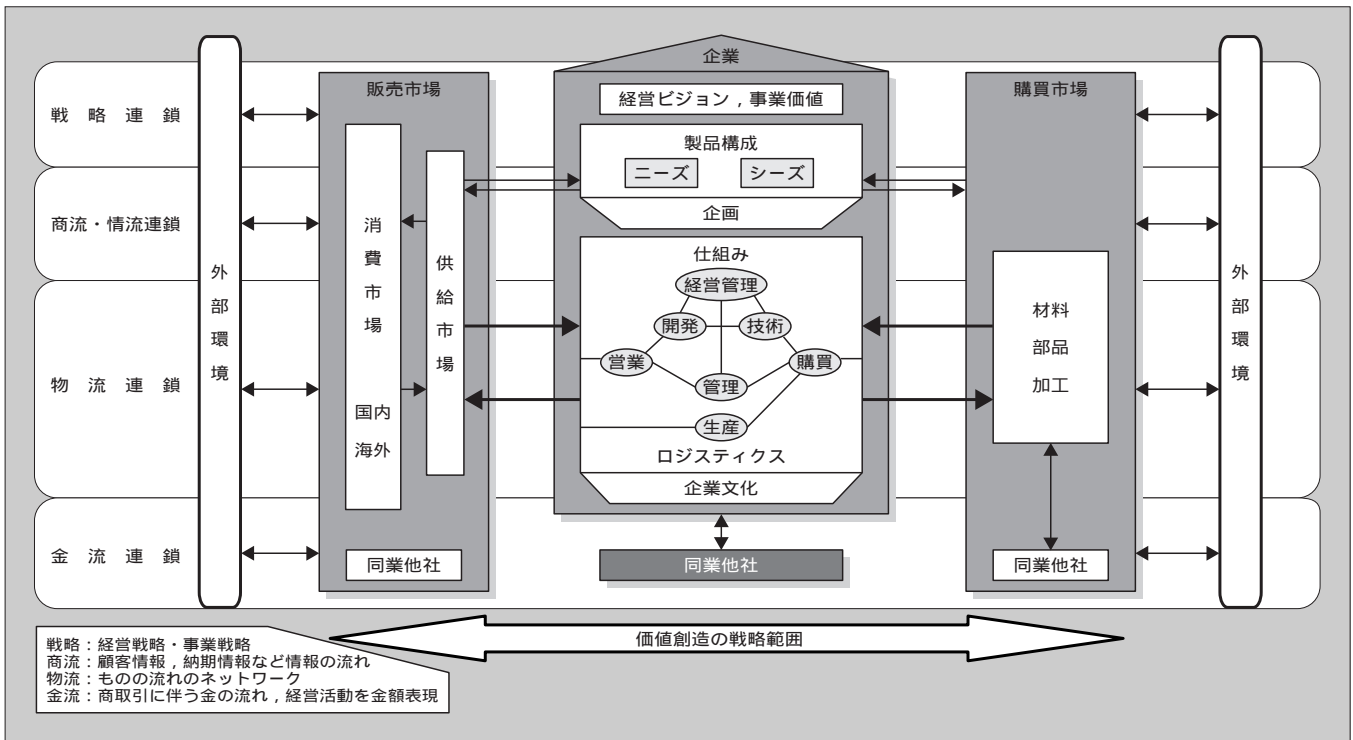 戦略連鎖
商流・情流連鎖
物流連鎖
金流連鎖
外部環境
販売市場
消費市場
国内
海外
供給市場
同業他社
企業
経営ビジョン，事業価値
製品構成
ニーズ
シーズ
企画
仕組み
経営管理
開発
技術
営業
購買
管理
生産
ロジスティクス
企業文化
同業他社
購買市場
材料
部品
加工
同業他社
外部環境
価値創造の戦略範囲
戦略：経営戦略・事業戦略
商流：顧客情報，納期情報など情報の流れ
物流：ものの流れのネットワーク
金流：商取引に伴う金の流れ，経営活動を金額表現